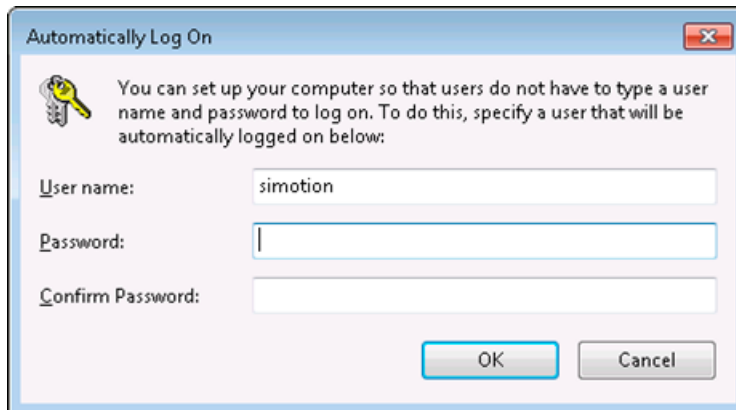 Automatically Log On
You can set up your computer so that users do not have to type a user
name and password to log on. To do this, specify a user that will be
automatically logged on below:
User name:
simotion
Password:
Confirm Password:
OK
Cancel